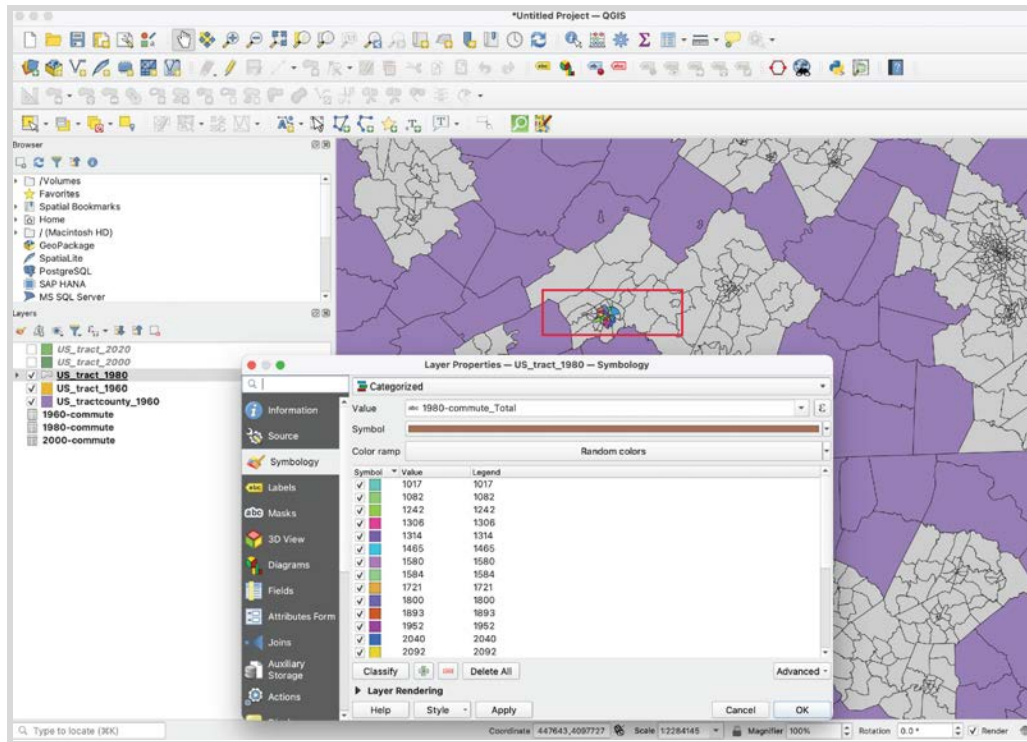 *Untitled Project — QGIS
Browser
/Volumes
Favorites
Spatial Bookmarks
Home
/ (Macintosh HD)
GeoPackage
SpatiaLite
PostgreSQL
SAP HANA
MS SQL Server
Layers
US_tract_2020
US_tract_2000
US_tract_1980
US_tract_1960
US_tractcounty_1960
1960-commute
1980-commute
2000-commute
Layer Properties — US_tract_1980 — Symbology
Information
Source
Symbology
Labels
Masks
3D View
Diagrams
Fields
Attributes Form
Joins
Auxiliary
Storage
Actions
Categorized
Value abc 1980-commute_Total
Symbol
Color ramp Random colors
Symbol Value Legend
1017 1017
1082 1082
1242 1242
1306 1306
1314 1314
1465 1465
1580 1580
1584 1584
1721 1721
1800 1800
1893 1893
1952 1952
2040 2040
2092 2092
Classify Delete All Advanced
Layer Rendering
Help Style Apply Cancel OK
Type to locate (⌘K) Coordinate 447643,4097727 Scale 1:2284145 Magnifier 100% Rotation 0.0 ° Render